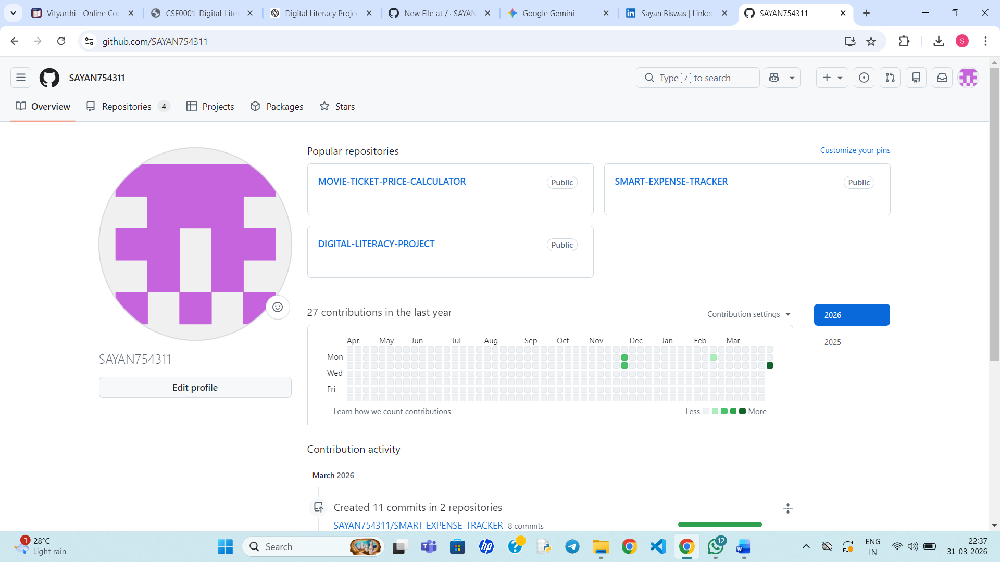 Vityarthi - Online Cou
CSE0001_Digital_Liter
Digital Literacy Projec
New File at / · SAYAN
Google Gemini
Sayan Biswas | Linked
SAYAN754311
github.com/SAYAN754311
S
SAYAN754311
Type / to search
Overview
Repositories 4
Projects
Packages
Stars
Popular repositories
Customize your pins
MOVIE-TICKET-PRICE-CALCULATOR
Public
SMART-EXPENSE-TRACKER
Public
DIGITAL-LITERACY-PROJECT
Public
SAYAN754311
Edit profile
27 contributions in the last year
Contribution settings
2026
2025
Apr May Jun Jul Aug Sep Oct Nov Dec Jan Feb Mar
Mon
Wed
Fri
Learn how we count contributions
Less
More
Contribution activity
March 2026
Created 11 commits in 2 repositories
SAYAN754311/SMART-EXPENSE-TRACKER 8 commits
1
28°C
Light rain
Search
hp
12
ENG
IN
22:37
31-03-2026